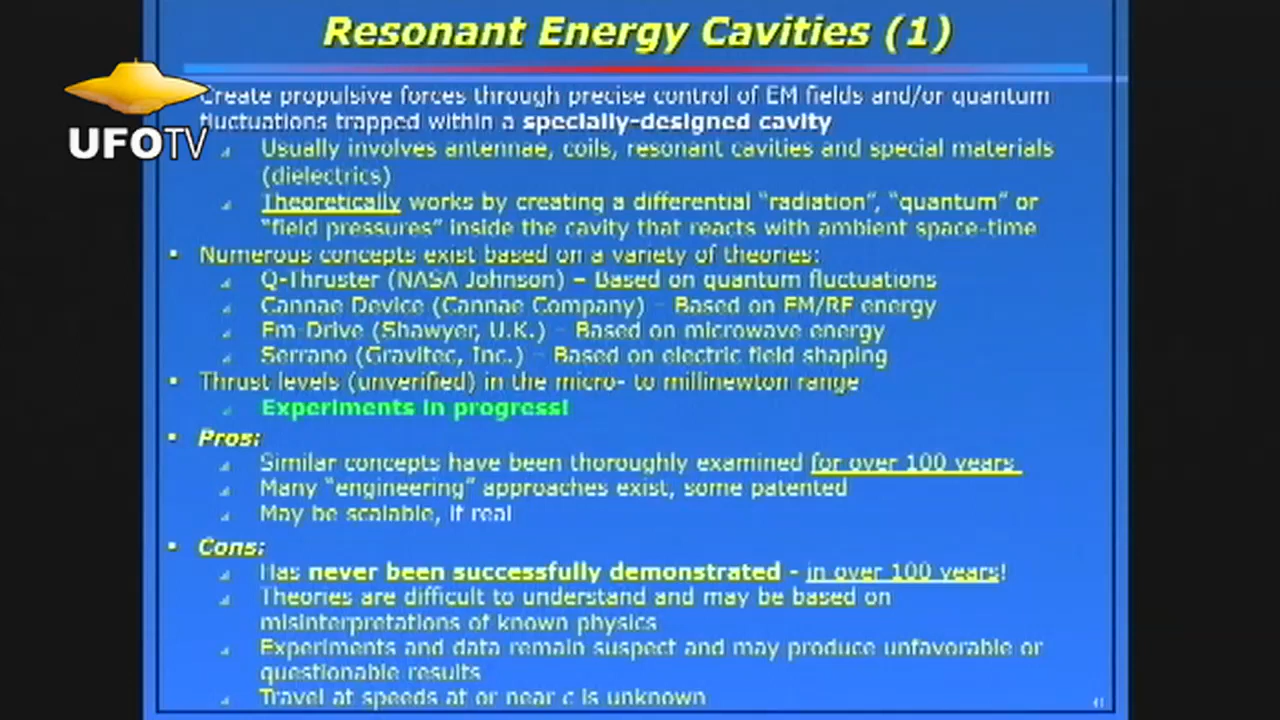 Resonant Energy Cavities (1)
UFOTV
Create propulsive forces through precise control of EM fields and/or quantum
fluctuations trapped within a specially-designed cavity
Usually involves antennae, coils, resonant cavities and special materials
(dielectrics)
Theoretically works by creating a differential "radiation", "quantum" or
"field pressures" inside the cavity that reacts with ambient space-time
• Numerous concepts exist based on a variety of theories:
Q-Thruster (NASA Johnson) – Based on quantum fluctuations
Cannae Device (Cannae Company) – Based on EM/RF energy
Em-Drive (Shawyer, U.K.) – Based on microwave energy
Serrano (Gravitec, Inc.) – Based on electric field shaping
• Thrust levels (unverified) in the micro- to millinewton range
Experiments in progress!
• Pros:
Similar concepts have been thoroughly examined for over 100 years
Many "engineering" approaches exist, some patented
May be scalable, if real
• Cons:
Has never been successfully demonstrated - in over 100 years!
Theories are difficult to understand and may be based on
misinterpretations of known physics
Experiments and data remain suspect and may produce unfavorable or
questionable results
Travel at speeds at or near c is unknown